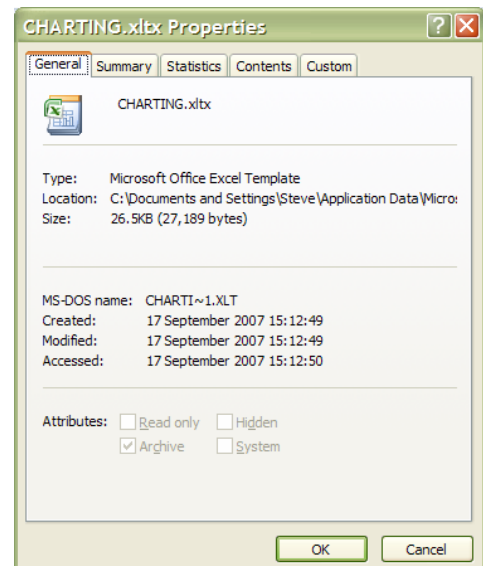 CHARTING.xltx Properties
General Summary Statistics Contents Custom
CHARTING.xltx
Type: Microsoft Office Excel Template
Location: C:\Documents and Settings\Steve\Application Data\Micro
Size: 26.5KB (27,189 bytes)
MS-DOS name: CHARTI~1.XLT
Created: 17 September 2007 15:12:49
Modified: 17 September 2007 15:12:49
Accessed: 17 September 2007 15:12:50
Attributes: Read only Hidden
Archive System
OK Cancel